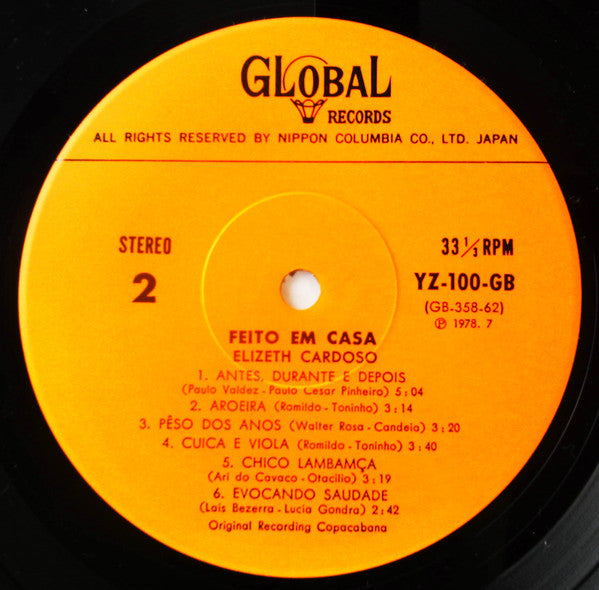 GLOBAL
RECORDS
ALL RIGHTS RESERVED BY NIPPON COLUMBIA CO., LTD. JAPAN
STEREO
2
33 1/3 RPM
YZ-100-GB
(GB-358-62)
Ⓟ 1978. 7
FEITO EM CASA
ELIZETH CARDOSO
1. ANTES, DURANTE E DEPOIS
(Paulo Valdez - Paulo Cesar Pinheiro) 5:04
2. AROEIRA (Romildo - Toninho) 3:14
3. PÊSO DOS ANOS (Walter Rosa - Candeia) 3:20
4. CUICA E VIOLA (Romildo - Toninho) 3:40
5. CHICO LAMBAMÇA
(Ari do Cavaco - Otacilio) 3:19
6. EVOCANDO SAUDADE
(Lais Bezerra - Lucia Gondra) 2:42
Original Recording Copacabana